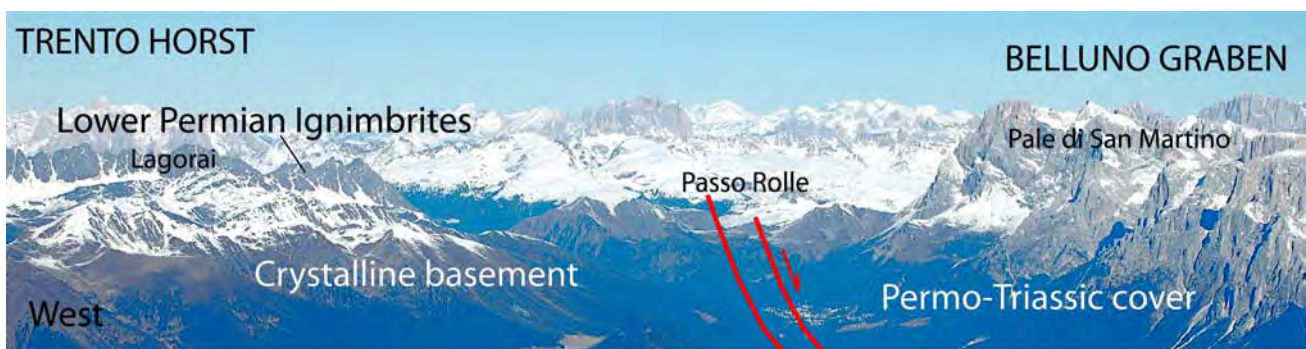 TRENTO HORST
BELLUNO GRABEN
Lower Permian Ignimbrites
Lagorai
Pale di San Martino
Passo Rolle
Crystalline basement
Permo-Triassic cover
West